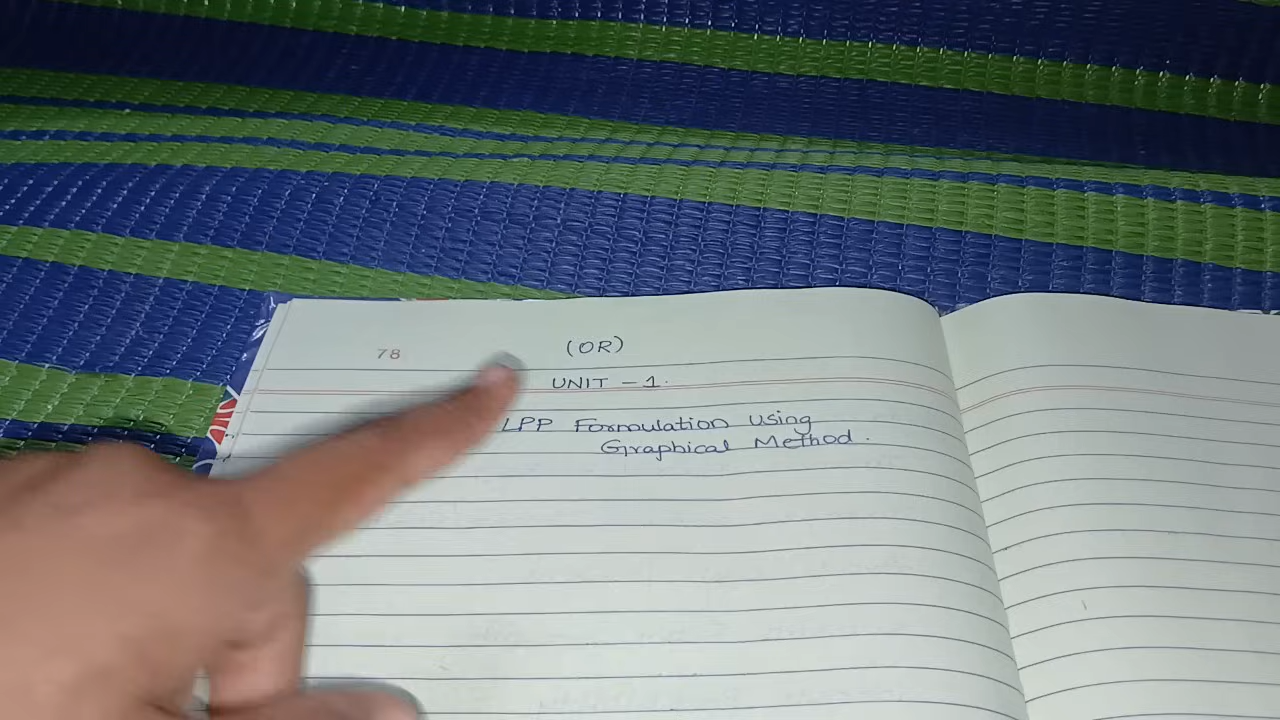 78
(OR)
UNIT - 1.
LPP Formulation using
Graphical Method.